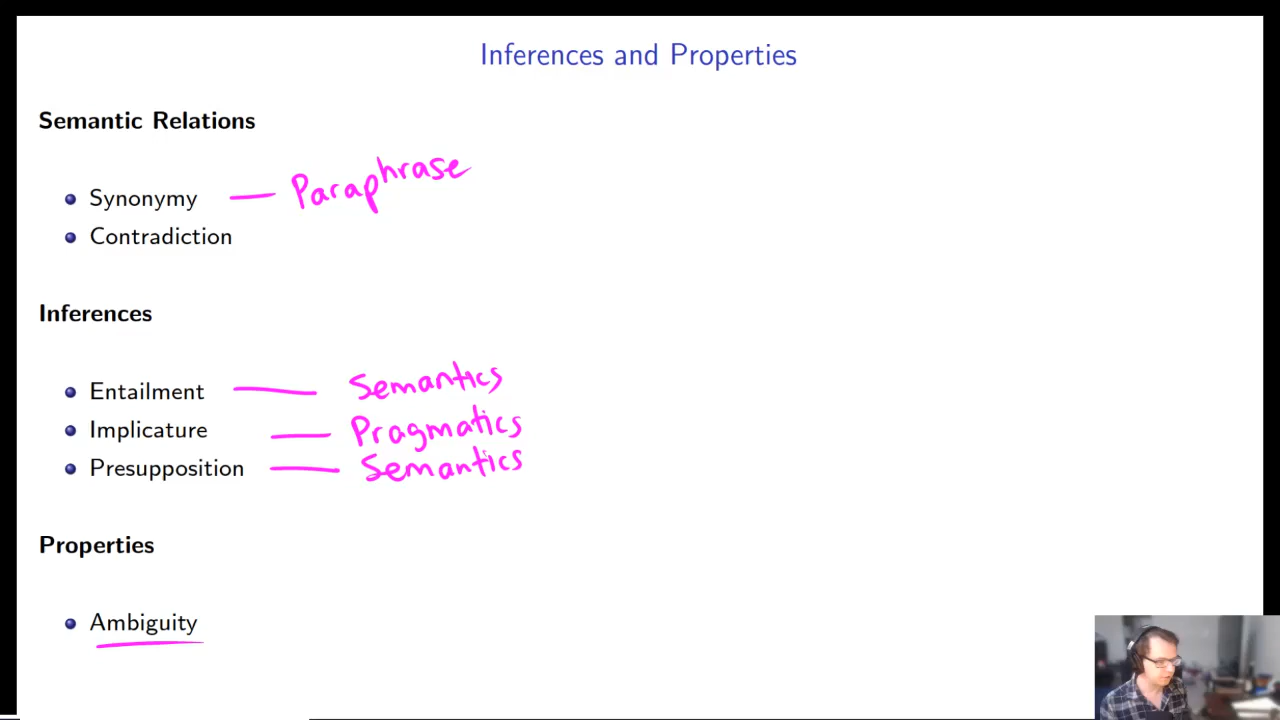 Inferences and Properties
Semantic Relations
Synonymy — Paraphrase
Contradiction
Inferences
Entailment — Semantics
Implicature — Pragmatics
Presupposition — Semantics
Properties
Ambiguity